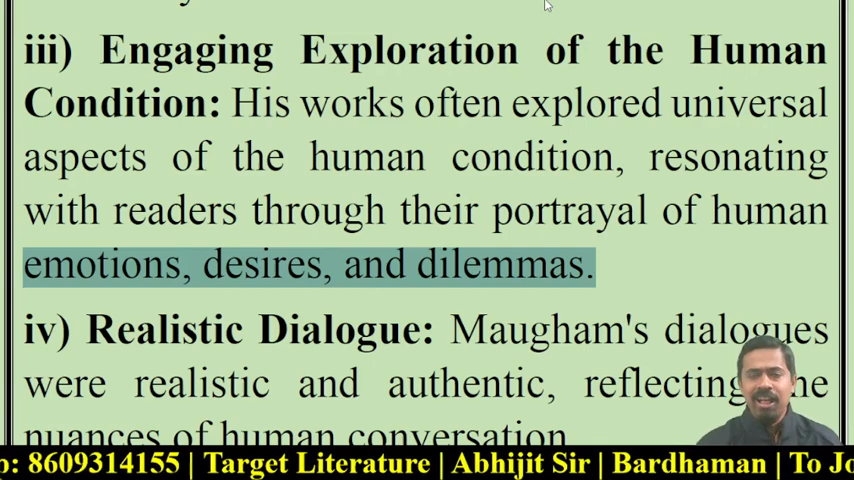 iii) Engaging Exploration of the Human
Condition: His works often explored universal
aspects of the human condition, resonating
with readers through their portrayal of human
emotions, desires, and dilemmas.
iv) Realistic Dialogue: Maugham's dialogues
were realistic and authentic, reflecting
nuances of human conversation.
8609314155 | Target Literature | Abhijit Sir | Bardhaman | To